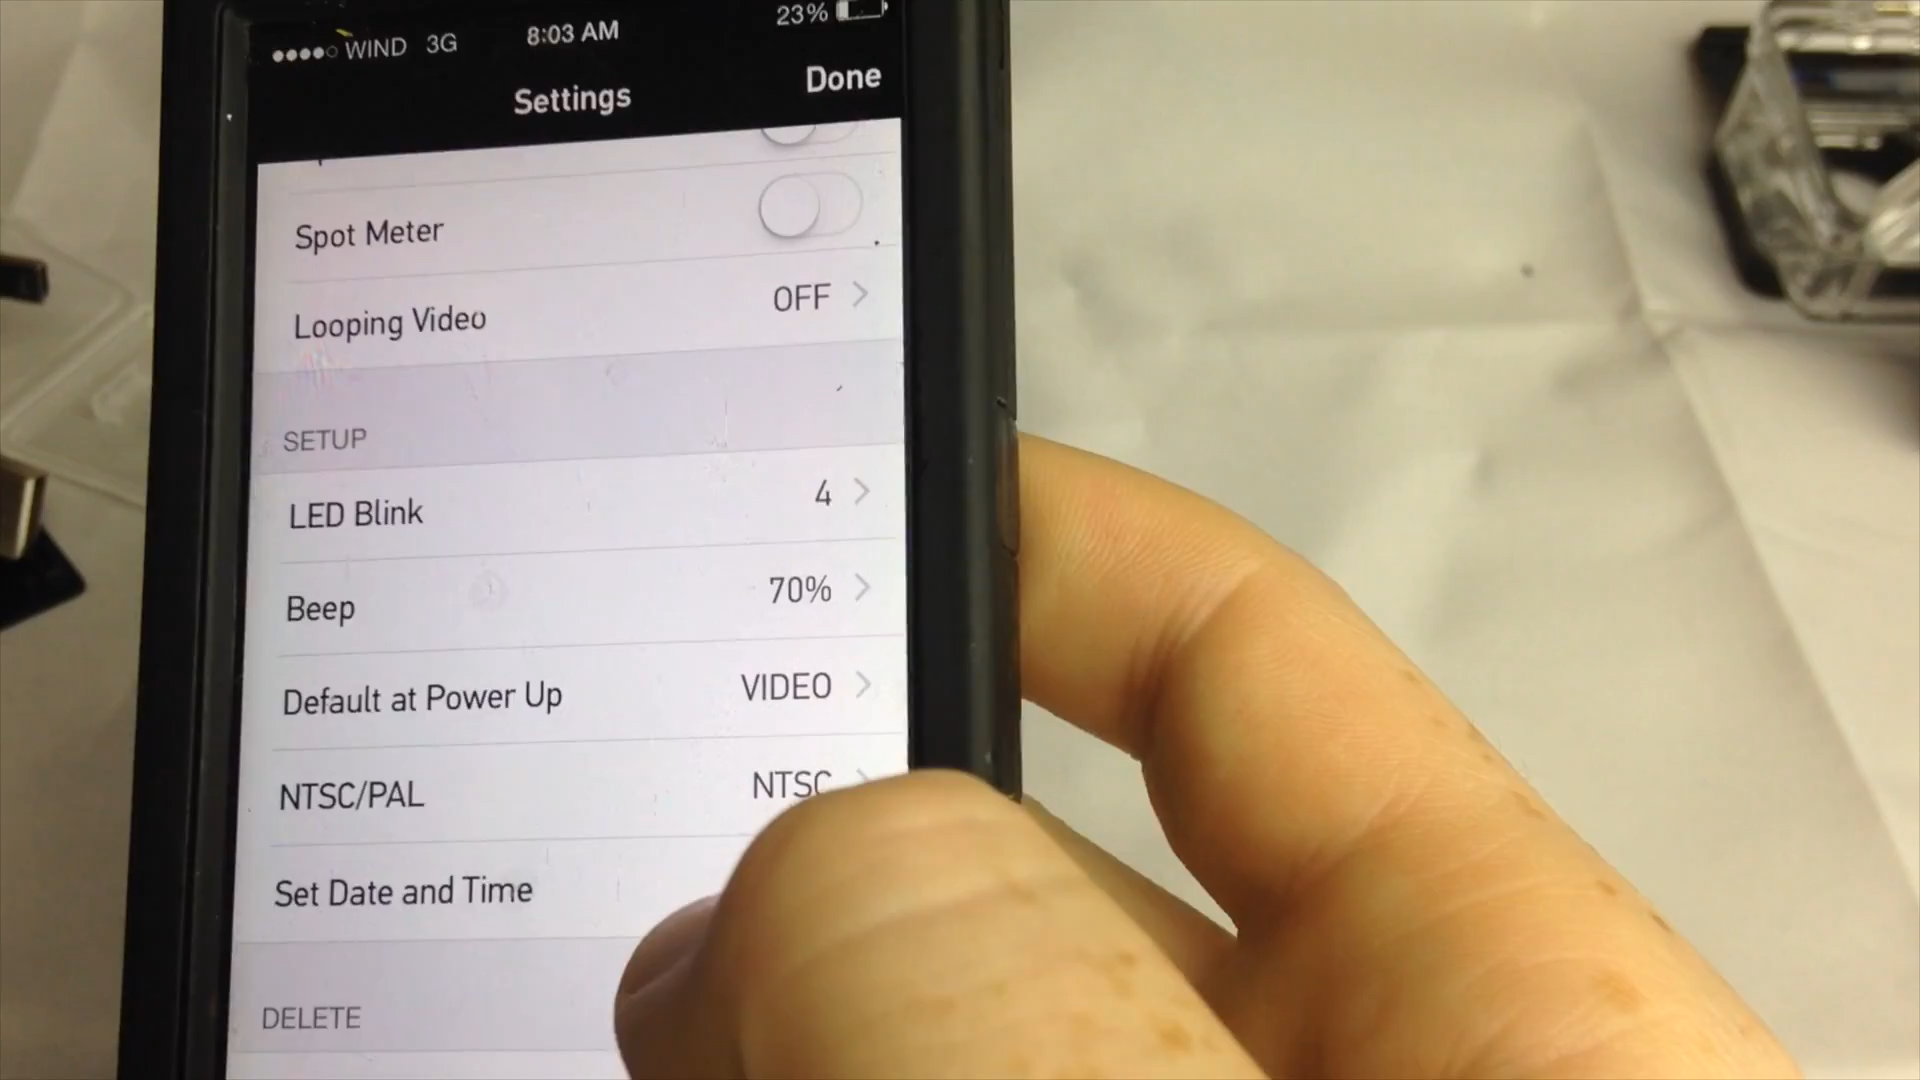 WIND 3G 8:03 AM 23%
Settings Done
Spot Meter
Looping Video OFF
SETUP
LED Blink 4
Beep 70%
Default at Power Up VIDEO
NTSC/PAL NTSC
Set Date and Time
DELETE